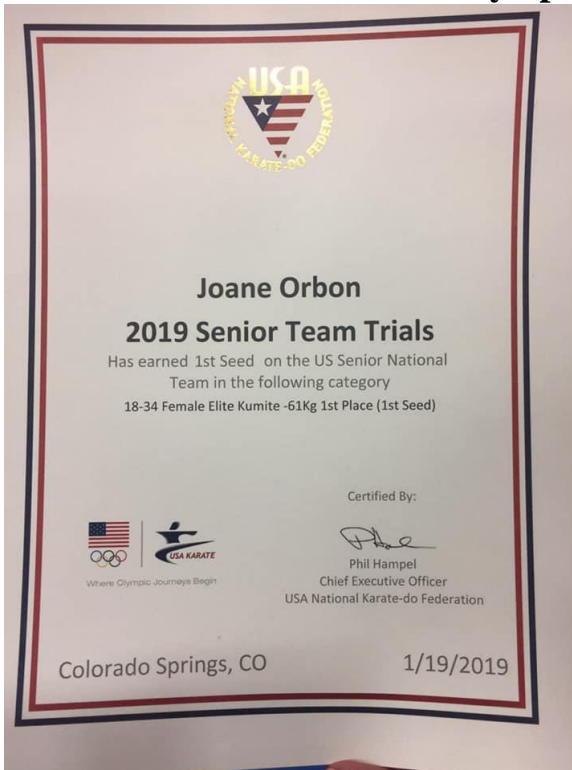 USA
NATIONAL KARATE-DO FEDERATION
Joane Orbon
2019 Senior Team Trials
Has earned 1st Seed on the US Senior National
Team in the following category
18-34 Female Elite Kumite -61Kg 1st Place (1st Seed)
Certified By:
USA KARATE
Where Olympic Journeys Begin
Phil Hampel
Chief Executive Officer
USA National Karate-do Federation
Colorado Springs, CO
1/19/2019